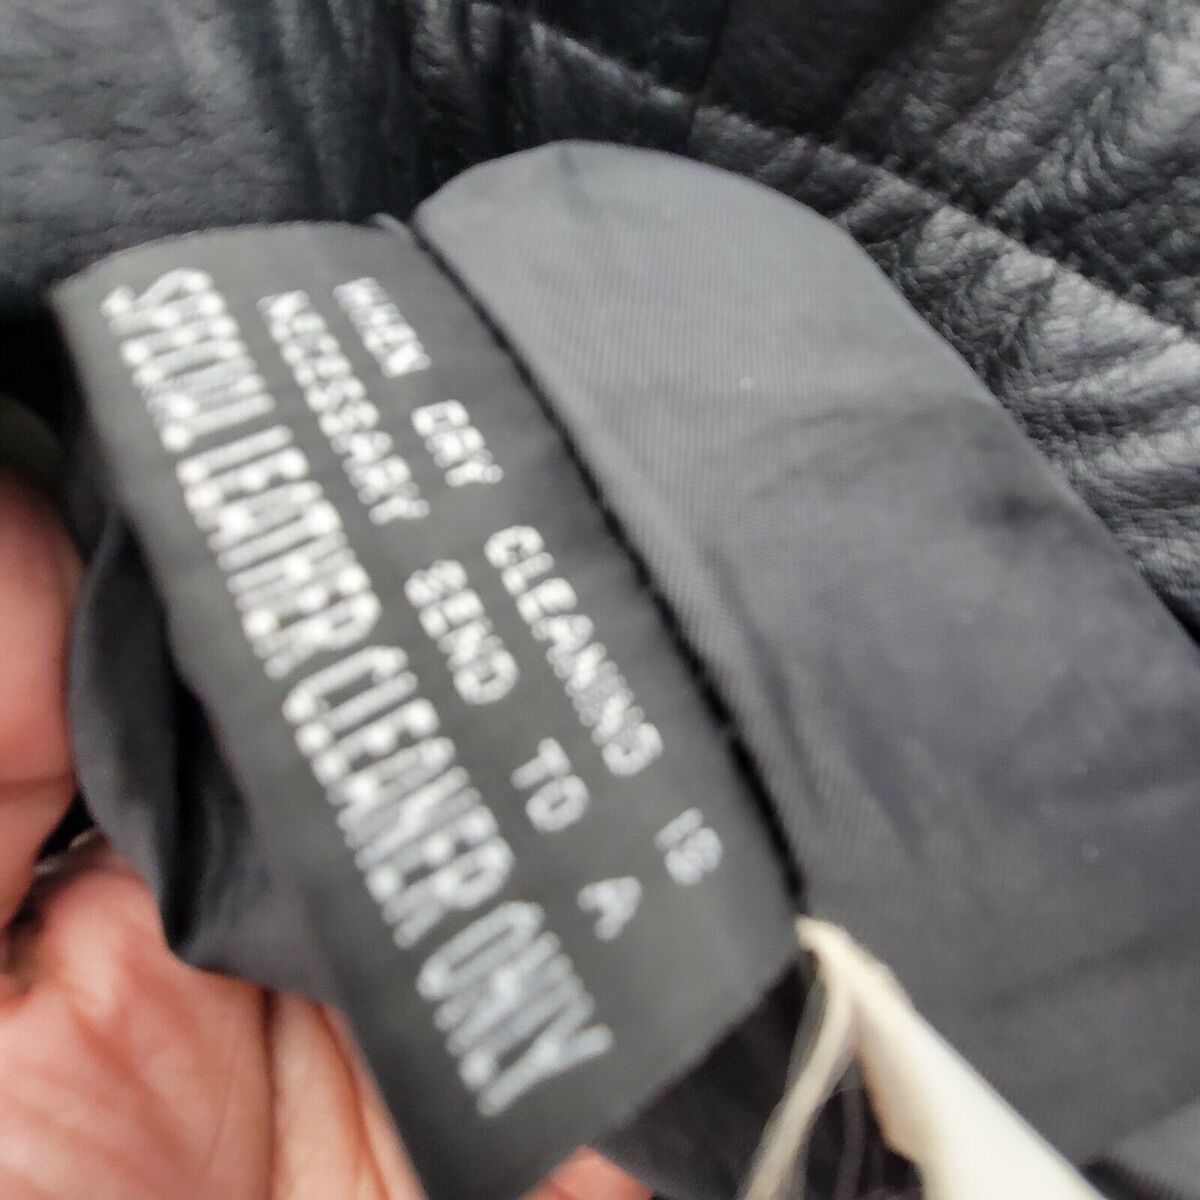 WHEN DRY CLEANING IS
NECESSARY SEND TO A
SPECIAL LEATHER CLEANER ONLY